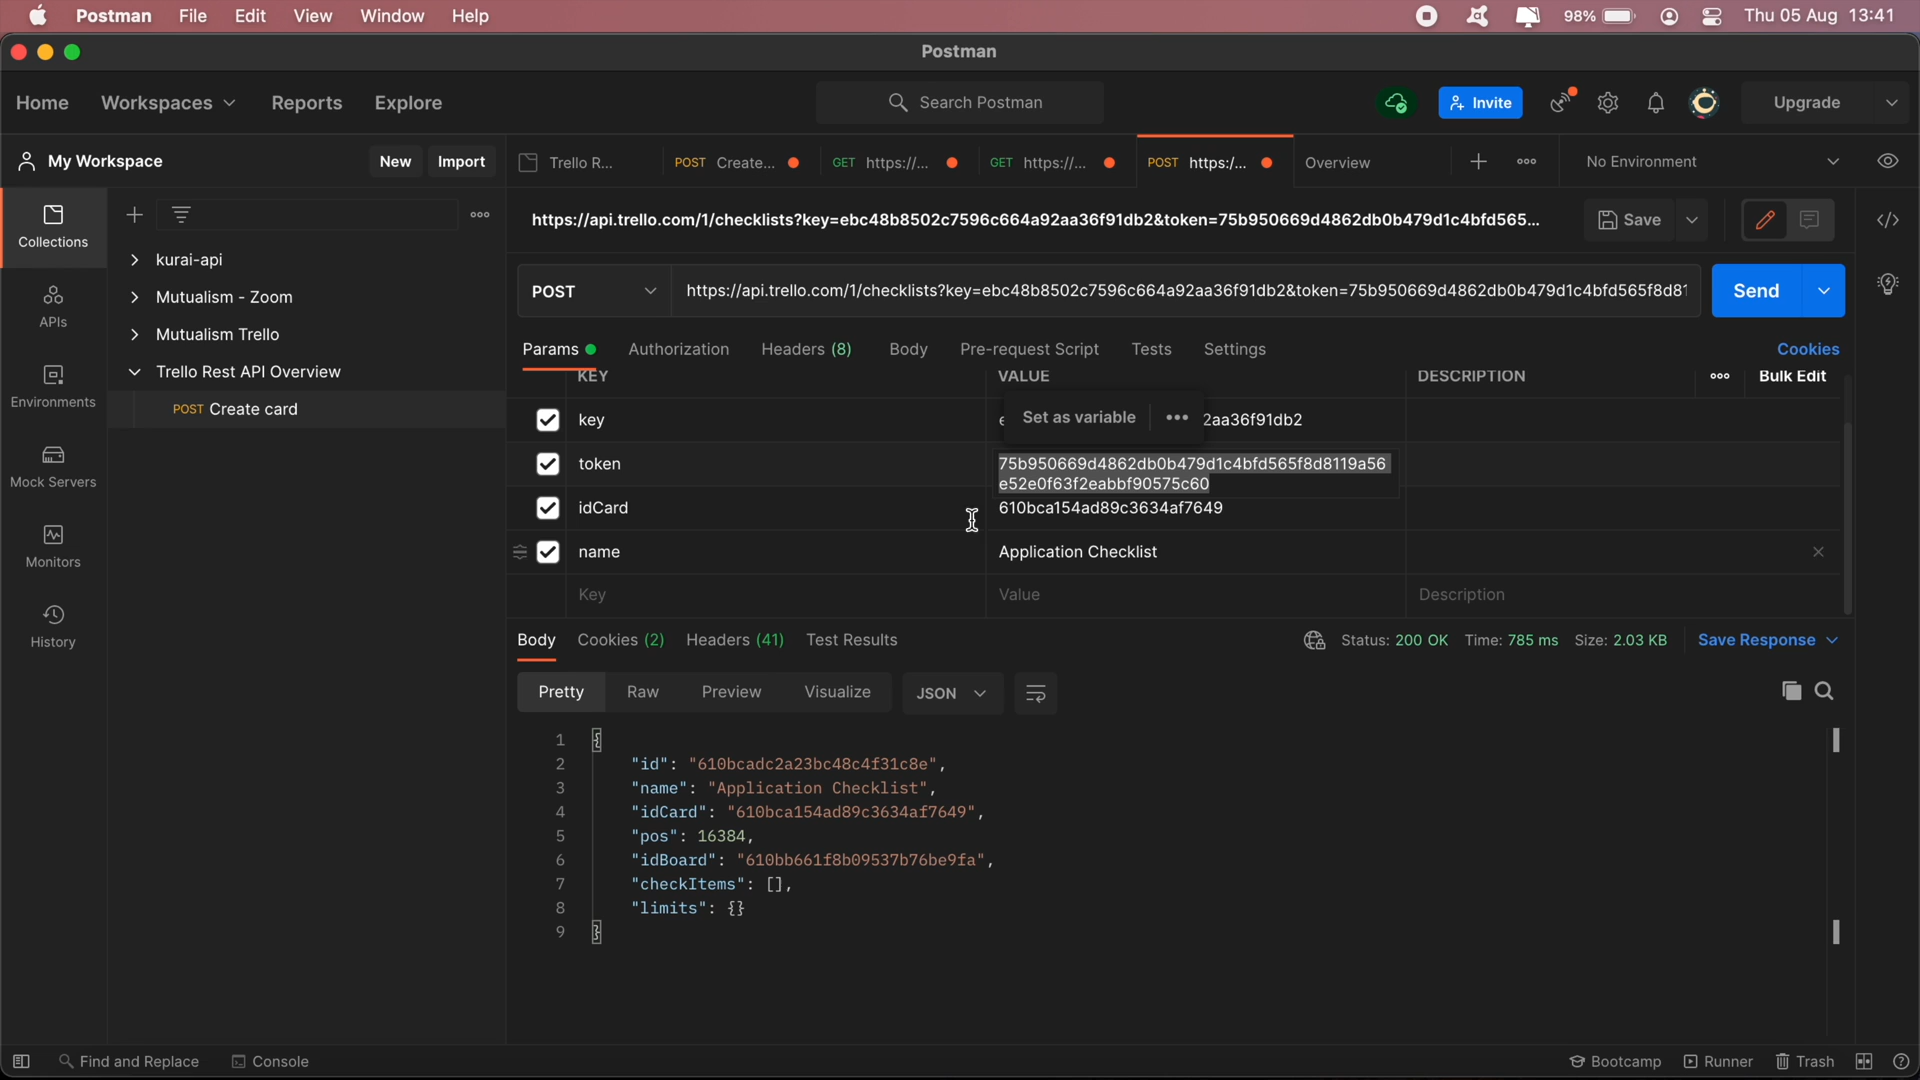 Postman File Edit View Window Help 98% Thu 05 Aug 13:41
Postman
Home Workspaces Reports Explore Search Postman Invite Upgrade
My Workspace New Import Trello R... POST Create... GET https://... GET https://... POST https:/... Overview No Environment
https://api.trello.com/1/checklists?key=ebc48b8502c7596c664a92aa36f91db2&token=75b950669d4862db0b479d1c4bfd565... Save
Collections
kurai-api
Mutualism - Zoom
Mutualism Trello
Trello Rest API Overview
POST Create card
APIs
Environments
Mock Servers
Monitors
History
POST https://api.trello.com/1/checklists?key=ebc48b8502c7596c664a92aa36f91db2&token=75b950669d4862db0b479d1c4bfd565f8d81 Send
Params Authorization Headers (8) Body Pre-request Script Tests Settings Cookies
KEY VALUE DESCRIPTION Bulk Edit
key 2aa36f91db2
Set as variable
token 75b950669d4862db0b479d1c4bfd565f8d8119a56
e52e0f63f2eabbf90575c60
idCard 610bca154ad89c3634af7649
name Application Checklist
Key Value Description
Body Cookies (2) Headers (41) Test Results Status: 200 OK Time: 785 ms Size: 2.03 KB Save Response
Pretty Raw Preview Visualize JSON
1 {
2 "id": "610bcadc2a23bc48c4f31c8e",
3 "name": "Application Checklist",
4 "idCard": "610bca154ad89c3634af7649",
5 "pos": 16384,
6 "idBoard": "610bb661f8b09537b76be9fa",
7 "checkItems": [],
8 "limits": {}
9 }
Find and Replace Console Bootcamp Runner Trash